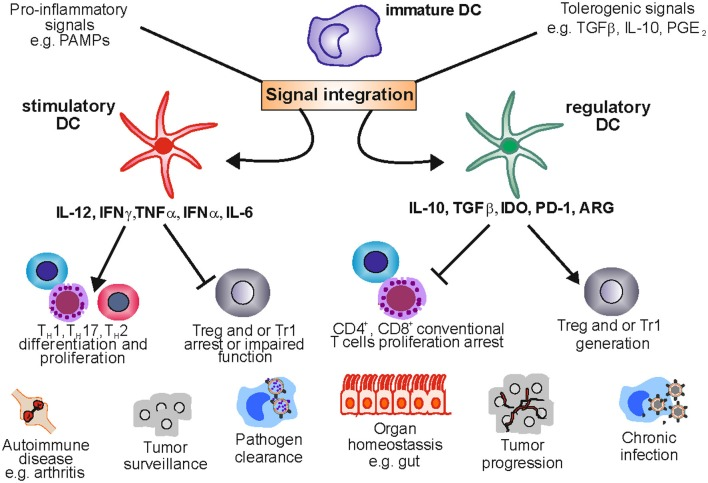 Pro-inflammatory
signals
e.g. PAMPs
immature DC
Tolerogenic signals
e.g. TGFβ, IL-10, PGE₂
Signal integration
stimulatory
DC
regulatory
DC
IL-12, IFNγ,TNFα, IFNα, IL-6
IL-10, TGFβ, IDO, PD-1, ARG
TH1, TH17, TH2
differentiation and
proliferation
Treg and or Tr1
arrest or impaired
function
CD4⁺, CD8⁺ conventional
T cells proliferation arrest
Treg and or Tr1
generation
Autoimmune
disease
e.g. arthritis
Tumor
surveillance
Pathogen
clearance
Organ
homeostassis
e.g. gut
Tumor
progression
Chronic
infection